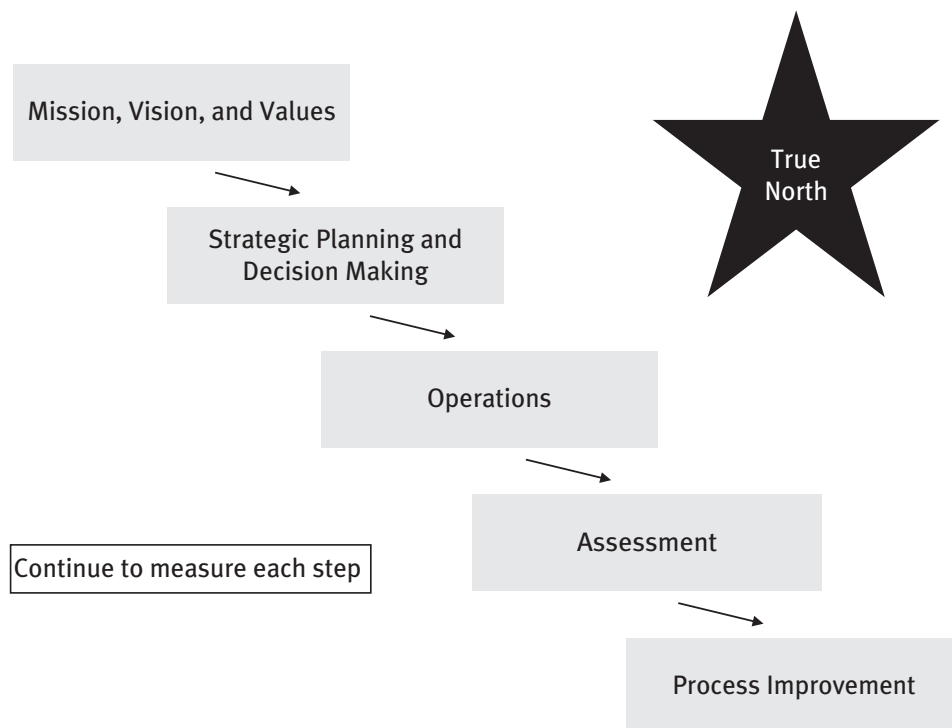 Mission, Vision, and Values
True
North
Strategic Planning and
Decision Making
Operations
Assessment
Continue to measure each step
Process Improvement